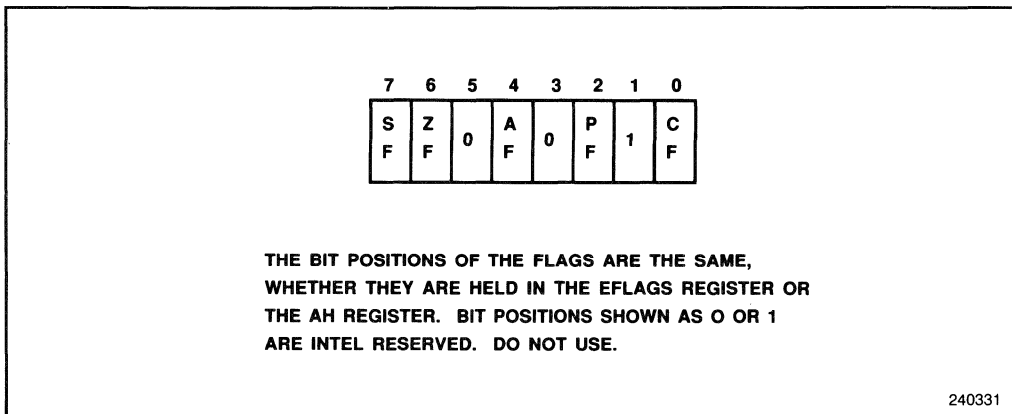 7 6 5 4 3 2 1 0
S Z 0 A 0 P 1 C
F F F F F
THE BIT POSITIONS OF THE FLAGS ARE THE SAME,
WHETHER THEY ARE HELD IN THE EFLAGS REGISTER OR
THE AH REGISTER. BIT POSITIONS SHOWN AS O OR 1
ARE INTEL RESERVED. DO NOT USE.
240331